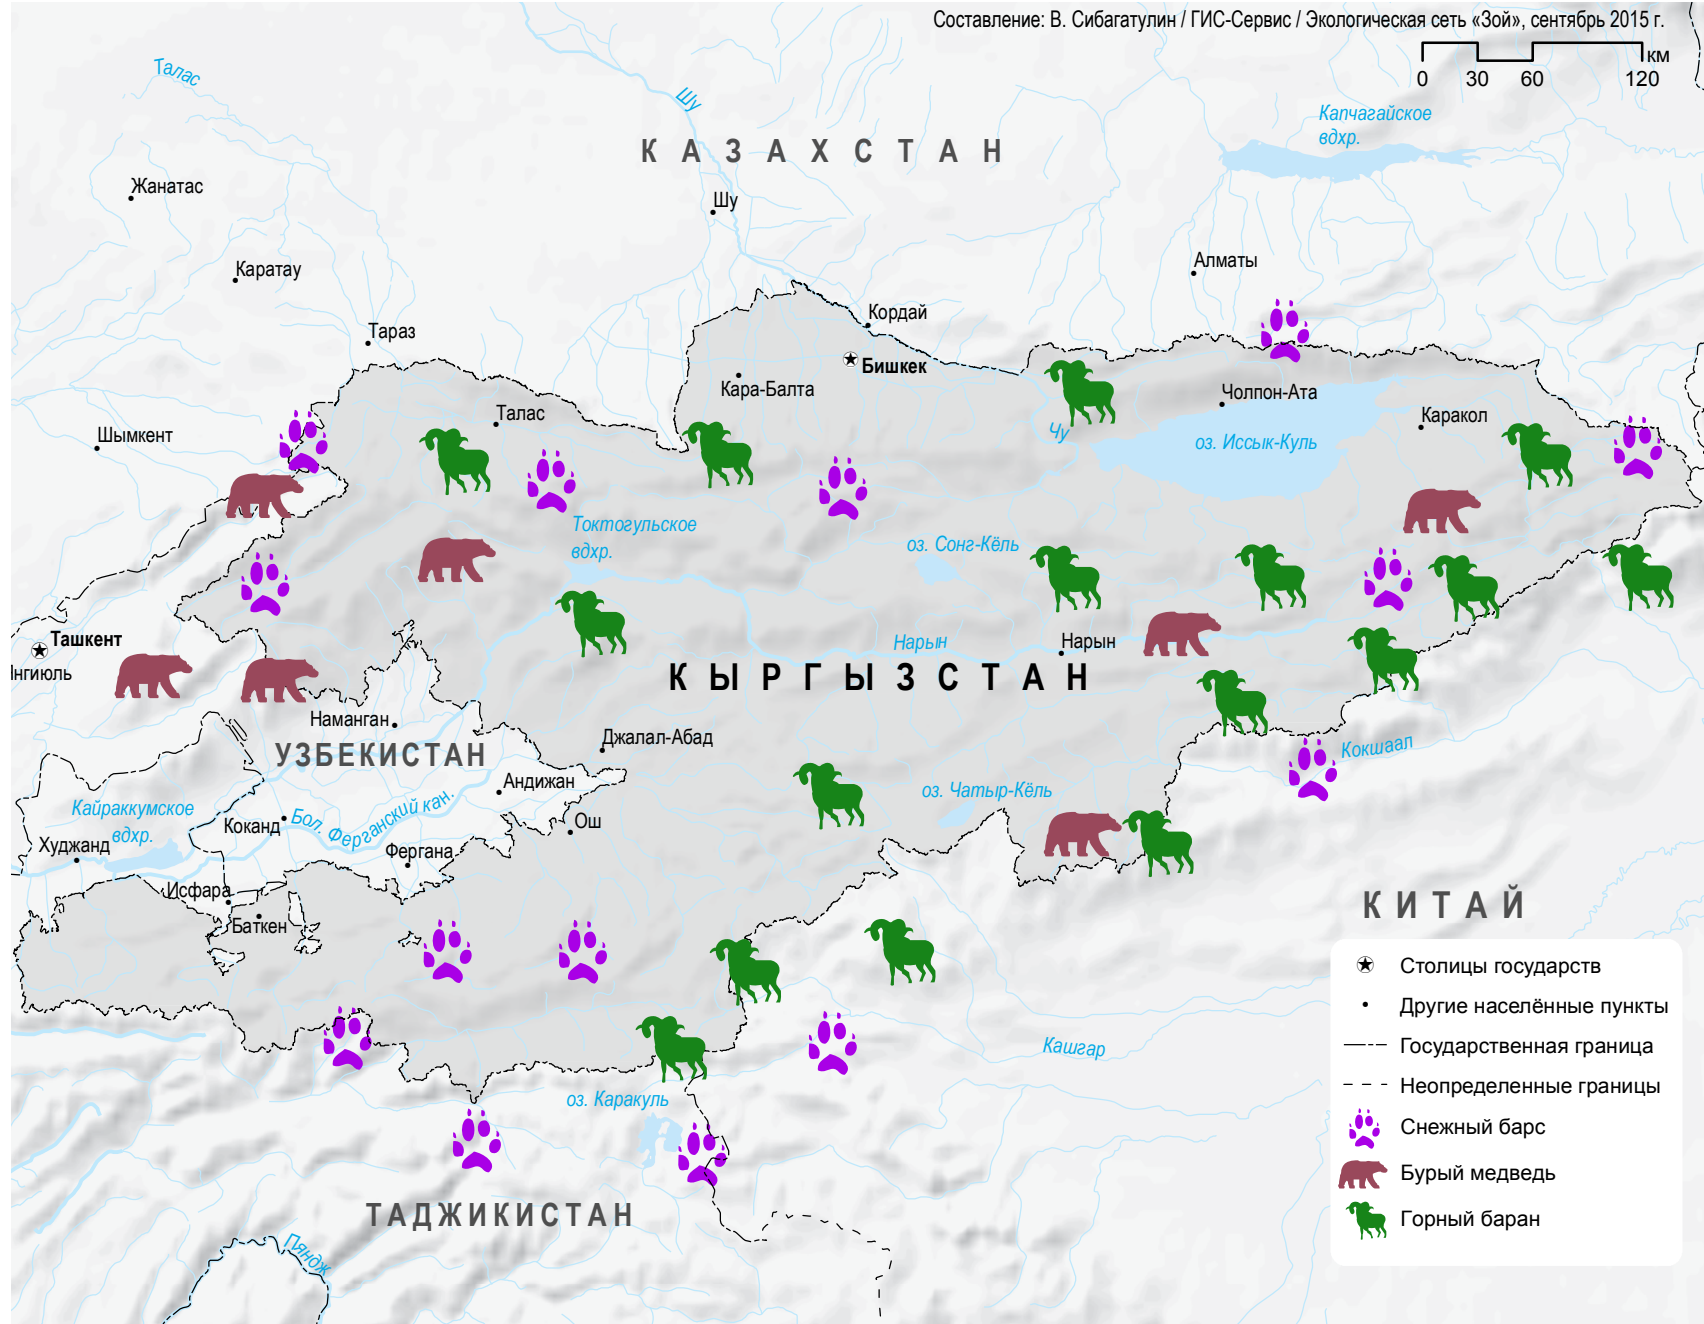 Составление: В. Сибагатулин / ГИС-Сервис / Экологическая сеть «Зой», сентябрь 2015 г.
км
0 30 60 120
Талас
Шу
Капчагайское
вдхр.
КАЗАХСТАН
Жанатас
Шу
Каратау
Алматы
Тараз
Кордай
Бишкек
Кара-Балта
Чолпон-Ата
Талас
Каракол
Шымкент
Чу
оз. Иссык-Куль
Токтогульское
вдхр.
оз. Сонг-Кёль
Ташкент
Нарын
Нарын
нгиюль
КЫРГЫЗСТАН
Наманган
УЗБЕКИСТАН
Джалал-Абад
Кокшаал
Андижан
оз. Чатыр-Кёль
Кайраккумское
вдхр.
Коканд
Бол. Ферганский кан.
Ош
Худжанд
Фергана
Исфара
Баткен
КИТАЙ
Кашгар
оз. Каракуль
ТАДЖИКИСТАН
Пяндж
Столицы государств
Другие населённые пункты
Государственная граница
Неопределенные границы
Снежный барс
Бурый медведь
Горный баран